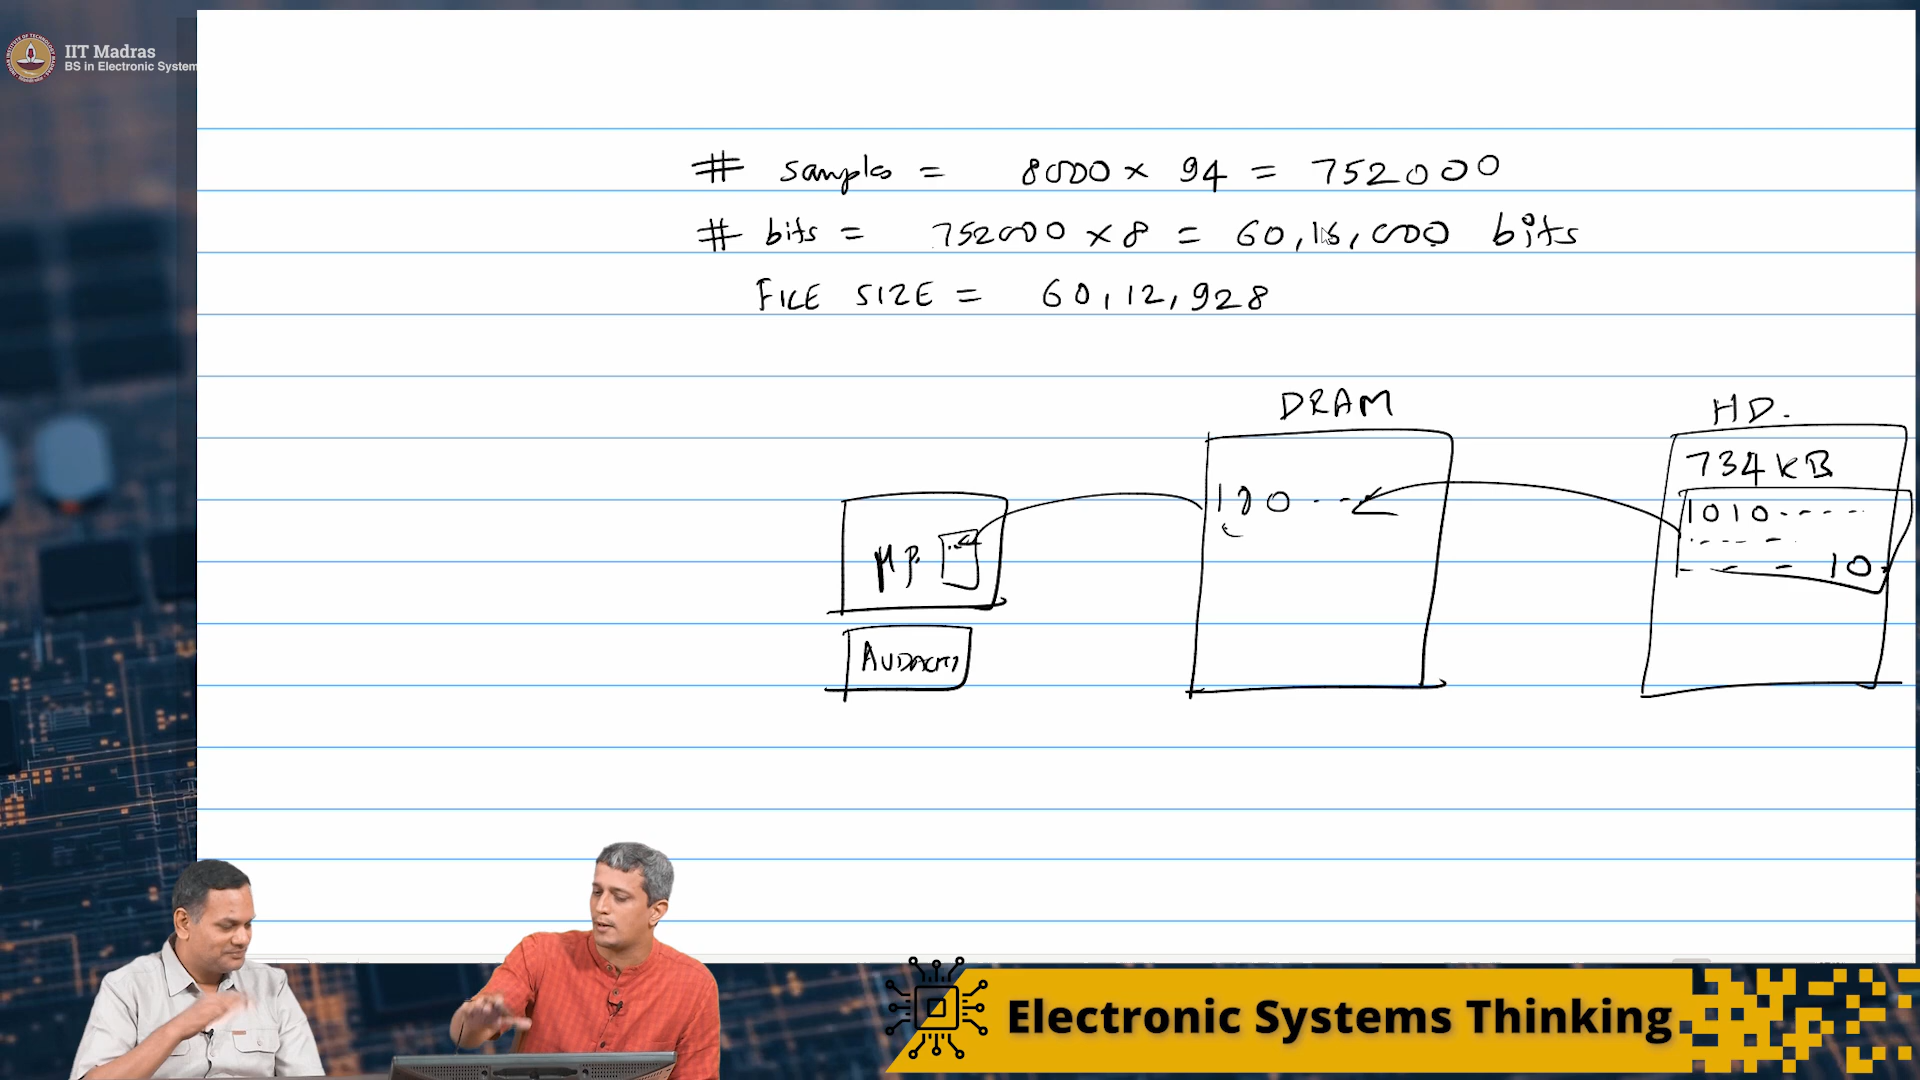 IIT Madras
BS in Electronic System
# samples = 8000 × 94 = 752000
# bits = 752000 × 8 = 60,16,000 bits
FILE SIZE = 60,12,928
DRAM
HD.
734 KB
100 - - -
1010 - - - - -
μP
- - - - - -
- - - 10.
AUDACITY
Electronic Systems Thinking